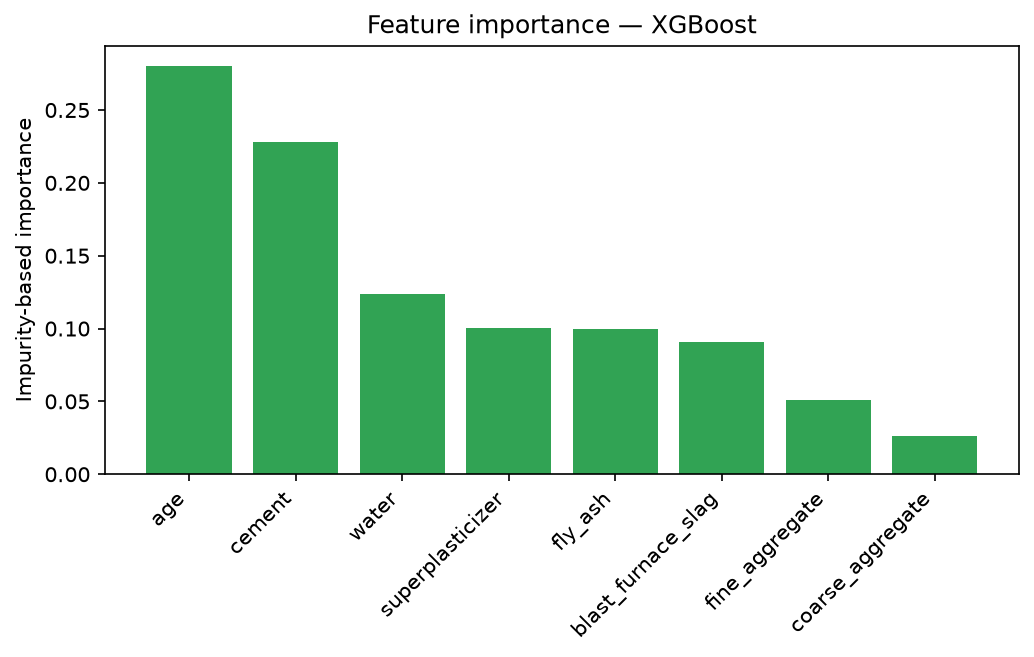 Feature importance — XGBoost
Impurity-based importance
0.25
0.20
0.15
0.10
0.05
0.00
age
cement
water
superplasticizer
fly_ash
blast_furnace_slag
fine_aggregate
coarse_aggregate